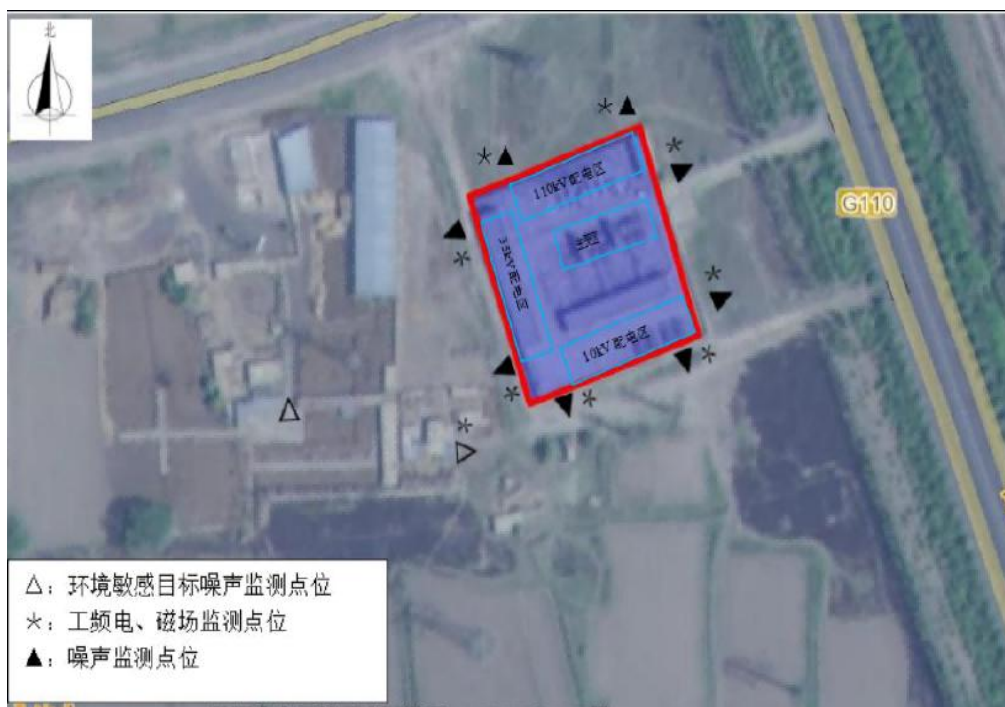 北
110kV配电区
主变区
35kV配电区
10kV配电区
G110
△: 环境敏感目标噪声监测点位
*: 工频电、磁场监测点位
▲: 噪声监测点位